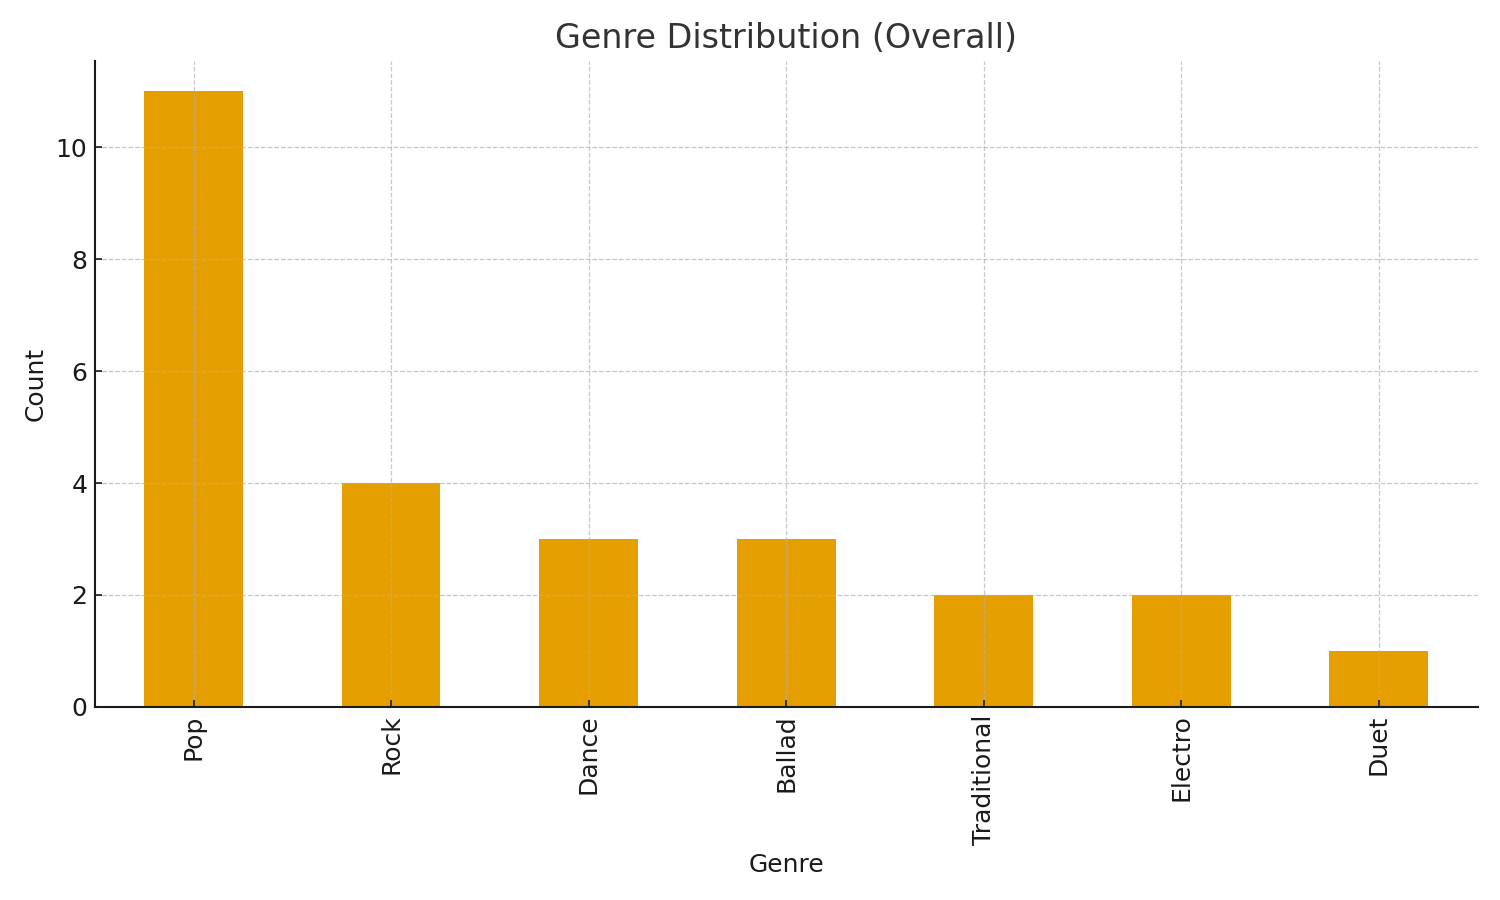 Genre Distribution (Overall)
10
8
6
4
2
0
Count
Pop
Rock
Dance
Ballad
Traditional
Electro
Duet
Genre